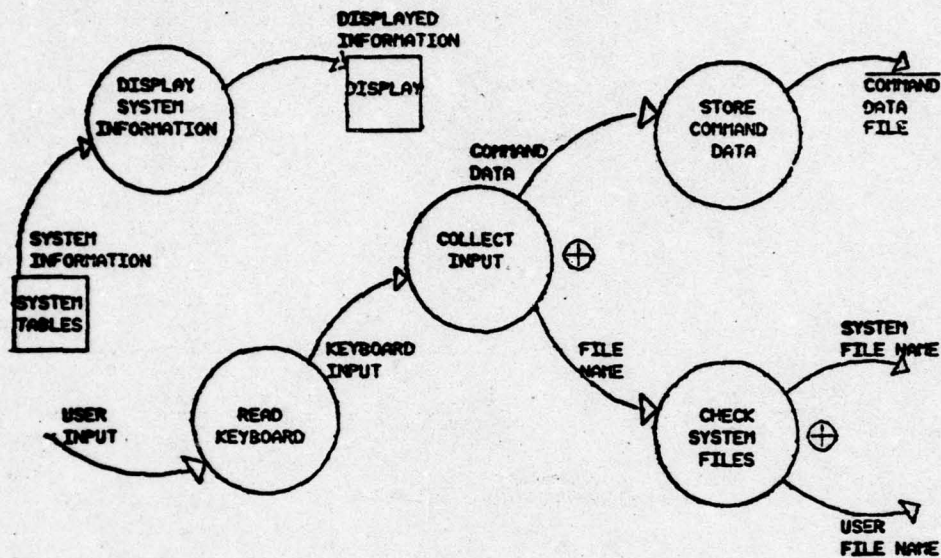 DISPLAYED
INFORMATION
DISPLAY
SYSTEM
INFORMATION
DISPLAY
STORE
COMMAND
DATA
COMMAND
DATA
FILE
COMMAND
DATA
COLLECT
INPUT
SYSTEM
INFORMATION
SYSTEM
TABLES
KEYBOARD
INPUT
FILE
NAME
SYSTEM
FILE NAME
USER
INPUT
READ
KEYBOARD
CHECK
SYSTEM
FILES
USER
FILE NAME